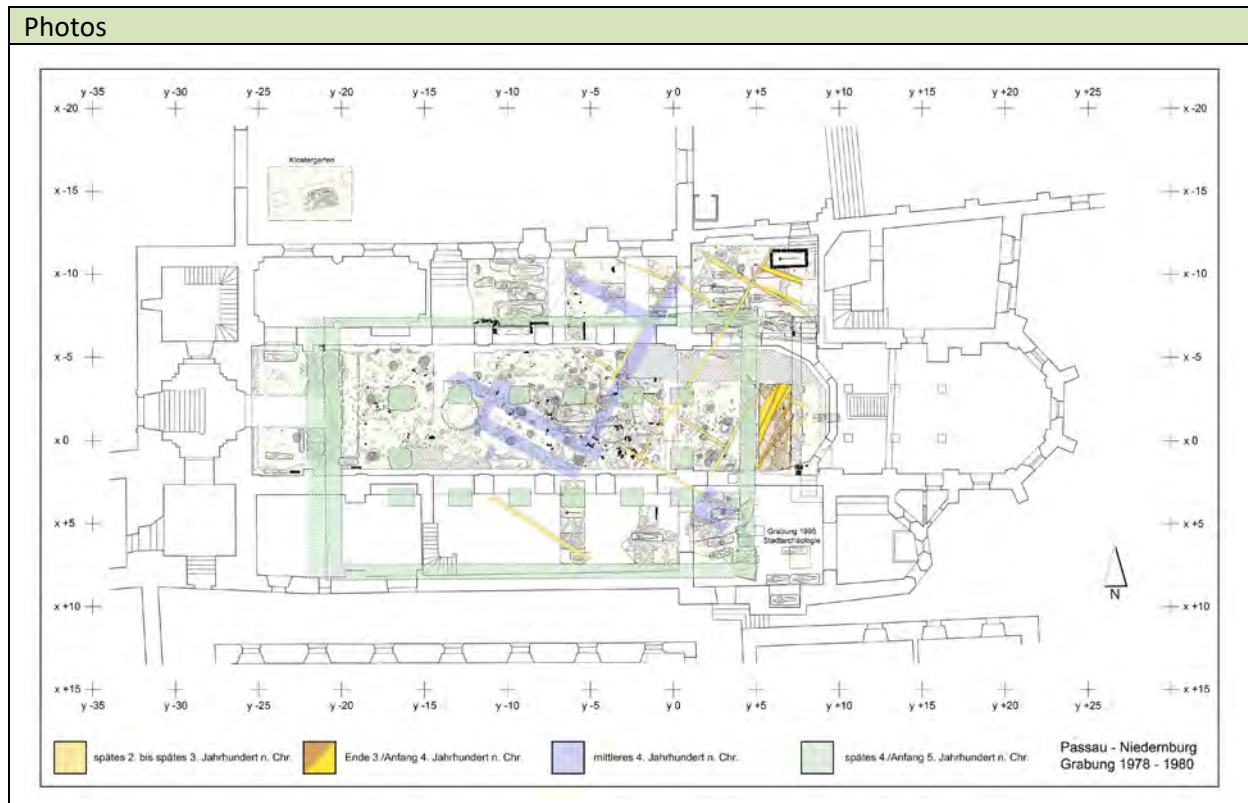 Photos
y -35 y -30 y -25 y -20 y -15 y -10 y -5 y 0 y +5 y +10 y +15 y +20 y +25
x -20 x -20
Klostergarten
x -15 x -15
x -10 x -10
x -5 x -5
x 0 x 0
x +5 x +5
Grabung 1995
Stadtarchäologie
N
x +10 x +10
x +15 x +15
y -35 y -30 y -25 y -20 y -15 y -10 y -5 y 0 y +5 y +10 y +15 y +20 y +25
spätes 2. bis spätes 3. Jahrhundert n. Chr.
Ende 3./Anfang 4. Jahrhundert n. Chr.
mittleres 4. Jahrhundert n. Chr.
spätes 4./Anfang 5. Jahrhundert n. Chr.
Passau - Niedernburg
Grabung 1978 - 1980